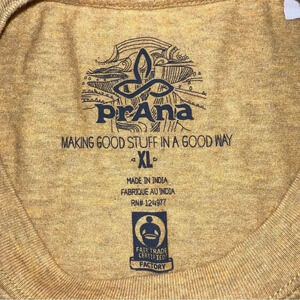 prAna
MAKING GOOD STUFF IN A GOOD WAY
XL
MADE IN INDIA
FABRIQUE AU INDIA
RN# 124977
FAIR TRADE
CERTIFIED
FACTORY